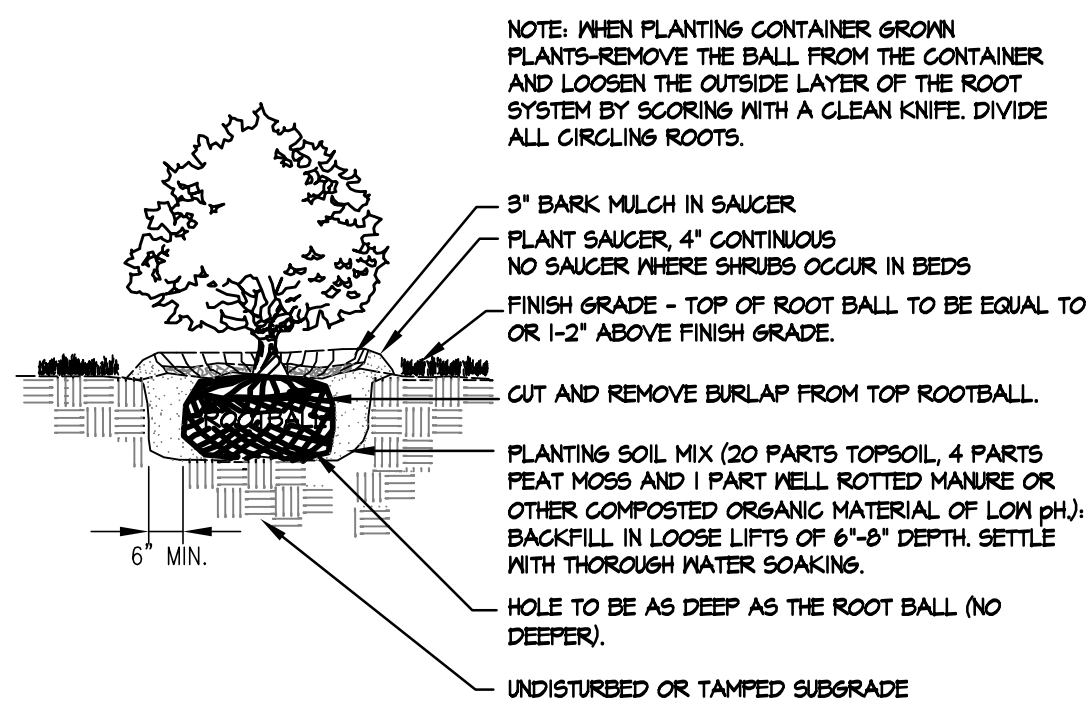 NOTE: WHEN PLANTING CONTAINER GROWN
PLANTS-REMOVE THE BALL FROM THE CONTAINER
AND LOOSEN THE OUTSIDE LAYER OF THE ROOT
SYSTEM BY SCORING WITH A CLEAN KNIFE. DIVIDE
ALL CIRCLING ROOTS.
3" BARK MULCH IN SAUCER
PLANT SAUCER, 4" CONTINUOUS
NO SAUCER WHERE SHRUBS OCCUR IN BEDS
FINISH GRADE - TOP OF ROOT BALL TO BE EQUAL TO
OR 1-2" ABOVE FINISH GRADE.
CUT AND REMOVE BURLAP FROM TOP ROOTBALL.
ROOTBALL
PLANTING SOIL MIX (20 PARTS TOPSOIL, 4 PARTS
PEAT MOSS AND 1 PART WELL ROTTED MANURE OR
OTHER COMPOSTED ORGANIC MATERIAL OF LOW pH.):
BACKFILL IN LOOSE LIFTS OF 6"-8" DEPTH. SETTLE
WITH THOROUGH WATER SOAKING.
6" MIN.
HOLE TO BE AS DEEP AS THE ROOT BALL (NO
DEEPER).
UNDISTURBED OR TAMPED SUBGRADE